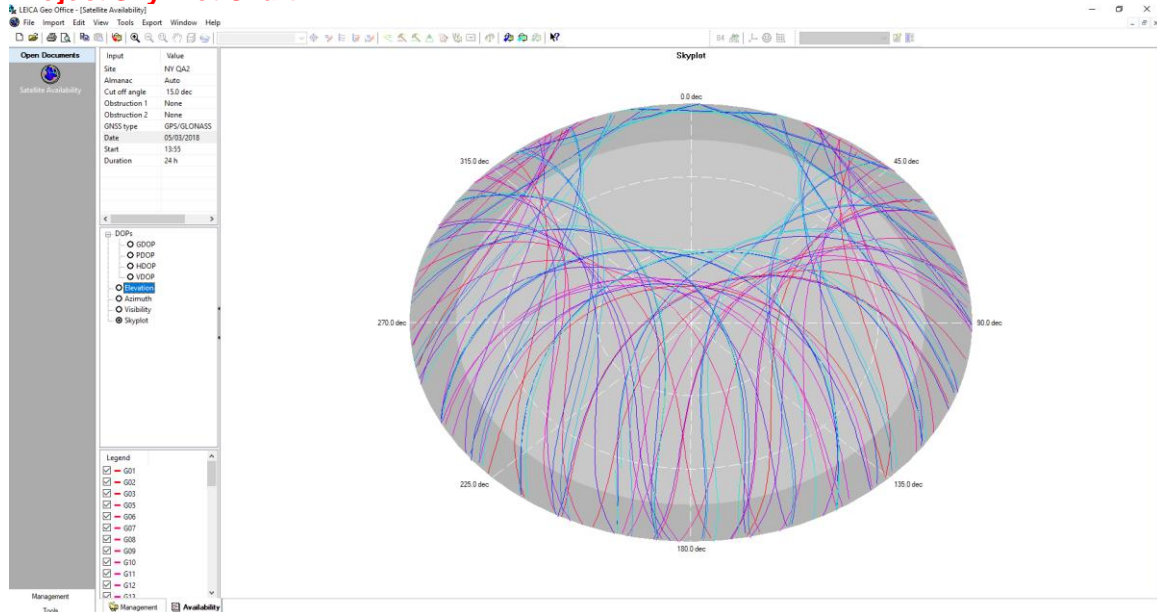 LEICA Geo Office - [Satellite Availability]
File Import Edit View Tools Export Window Help
Open Documents
Satellite Availability
Management
Tools
Input Value
Site NY QA2
Almanac Auto
Cut off angle 15.0 dec
Obstruction 1 None
Obstruction 2 None
GNSS type GPS/GLONASS
Date 05/03/2018
Start 13:55
Duration 24 h
DOPs
GDOP
PDOP
HDOP
VDOP
Elevation
Azimuth
Visibility
Skyplot
Legend
G01
G02
G03
G05
G06
G07
G08
G09
G10
G11
G12
G13
Management Availability
Skyplot
0.0 dec
315.0 dec
45.0 dec
270.0 dec
90.0 dec
225.0 dec
135.0 dec
180.0 dec